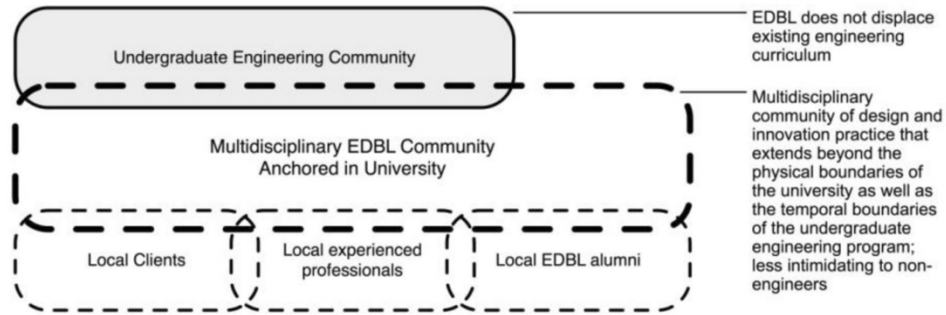 Undergraduate Engineering Community
EDBL does not displace
existing engineering
curriculum
Multidisciplinary EDBL Community
Anchored in University
Multidisciplinary
community of design and
innovation practice that
extends beyond the
physical boundaries of
the university as well as
the temporal boundaries
of the undergraduate
engineering program;
less intimidating to non-
engineers
Local Clients
Local experienced
professionals
Local EDBL alumni